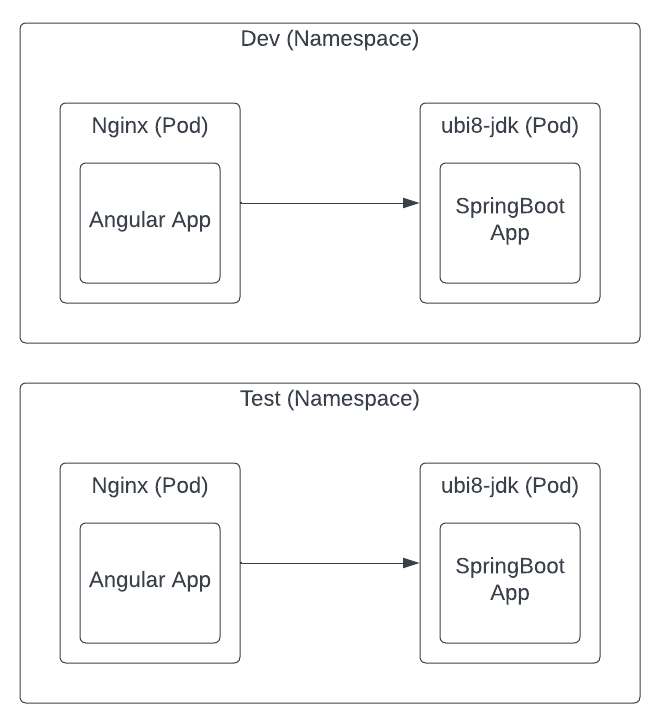 Dev (Namespace)
Nginx (Pod)
ubi8-jdk (Pod)
Angular App
SpringBoot
App
Test (Namespace)
Nginx (Pod)
ubi8-jdk (Pod)
Angular App
SpringBoot
App